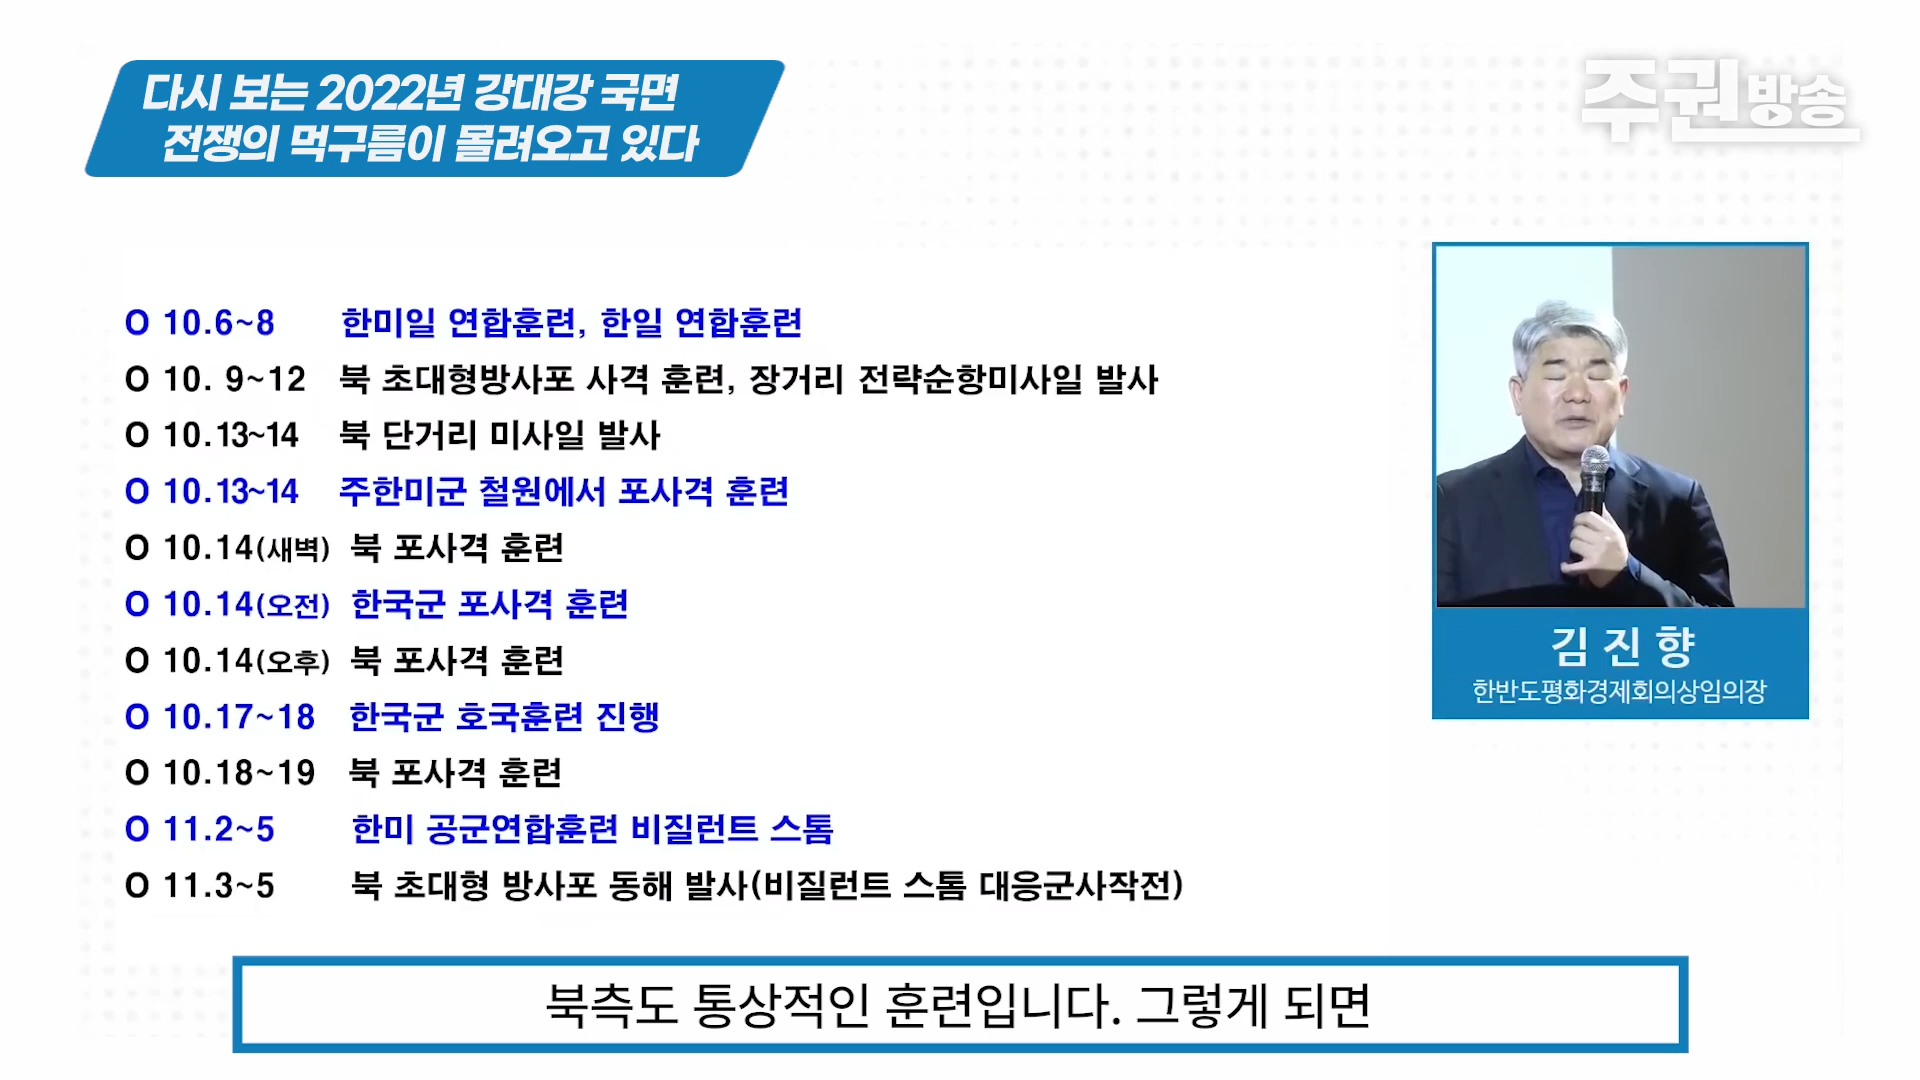 다시 보는 2022년 강대강 국면
전쟁의 먹구름이 몰려오고 있다
주권방송
O 10.6~8 한미일 연합훈련, 한일 연합훈련
O 10. 9~12 북 초대형방사포 사격 훈련, 장거리 전략순항미사일 발사
O 10.13~14 북 단거리 미사일 발사
O 10.13~14 주한미군 철원에서 포사격 훈련
O 10.14(새벽) 북 포사격 훈련
O 10.14(오전) 한국군 포사격 훈련
O 10.14(오후) 북 포사격 훈련
O 10.17~18 한국군 호국훈련 진행
O 10.18~19 북 포사격 훈련
O 11.2~5 한미 공군연합훈련 비질런트 스톰
O 11.3~5 북 초대형 방사포 동해 발사(비질런트 스톰 대응군사작전)
김 진 향
한반도평화경제회의상임의장
북측도 통상적인 훈련입니다. 그렇게 되면